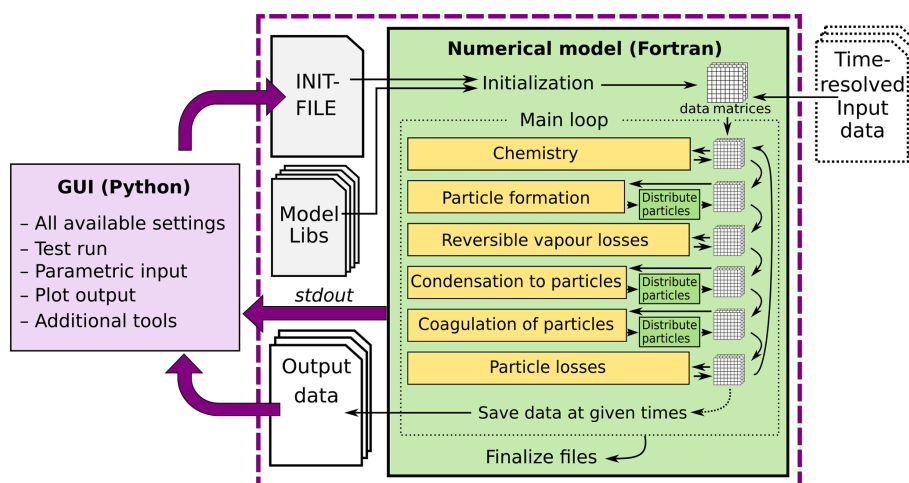 GUI (Python)
– All available settings
– Test run
– Parametric input
– Plot output
– Additional tools
INIT-
FILE
Model
Libs
stdout
Output
data
Numerical model (Fortran)
Initialization
data matrices
Main loop
Chemistry
Particle formation
Distribute
particles
Reversible vapour losses
Condensation to particles
Distribute
particles
Coagulation of particles
Distribute
particles
Particle losses
Save data at given times
Finalize files
Time-
resolved
Input
data